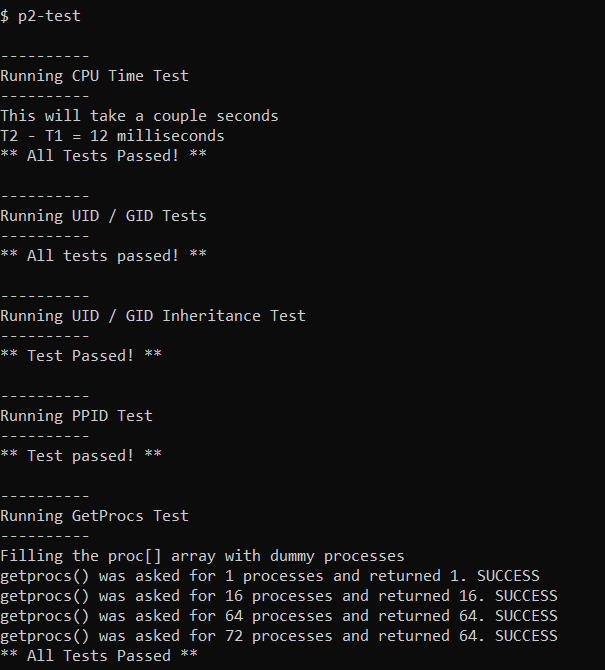 $ p2-test
----------
Running CPU Time Test
----------
This will take a couple seconds
T2 - T1 = 12 milliseconds
** All Tests Passed! **
----------
Running UID / GID Tests
----------
** All tests passed! **
----------
Running UID / GID Inheritance Test
----------
** Test Passed! **
----------
Running PPID Test
----------
** Test passed! **
----------
Running GetProcs Test
----------
Filling the proc[] array with dummy processes
getprocs() was asked for 1 processes and returned 1. SUCCESS
getprocs() was asked for 16 processes and returned 16. SUCCESS
getprocs() was asked for 64 processes and returned 64. SUCCESS
getprocs() was asked for 72 processes and returned 64. SUCCESS
** All Tests Passed **